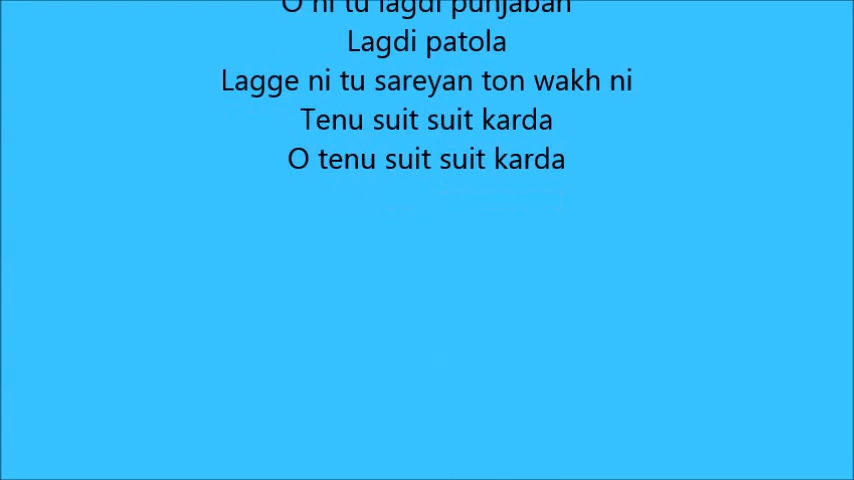 O ni tu lagdi punjaban
Lagdi patola
Lagge ni tu sareyan ton wakh ni
Tenu suit suit karda
O tenu suit suit karda